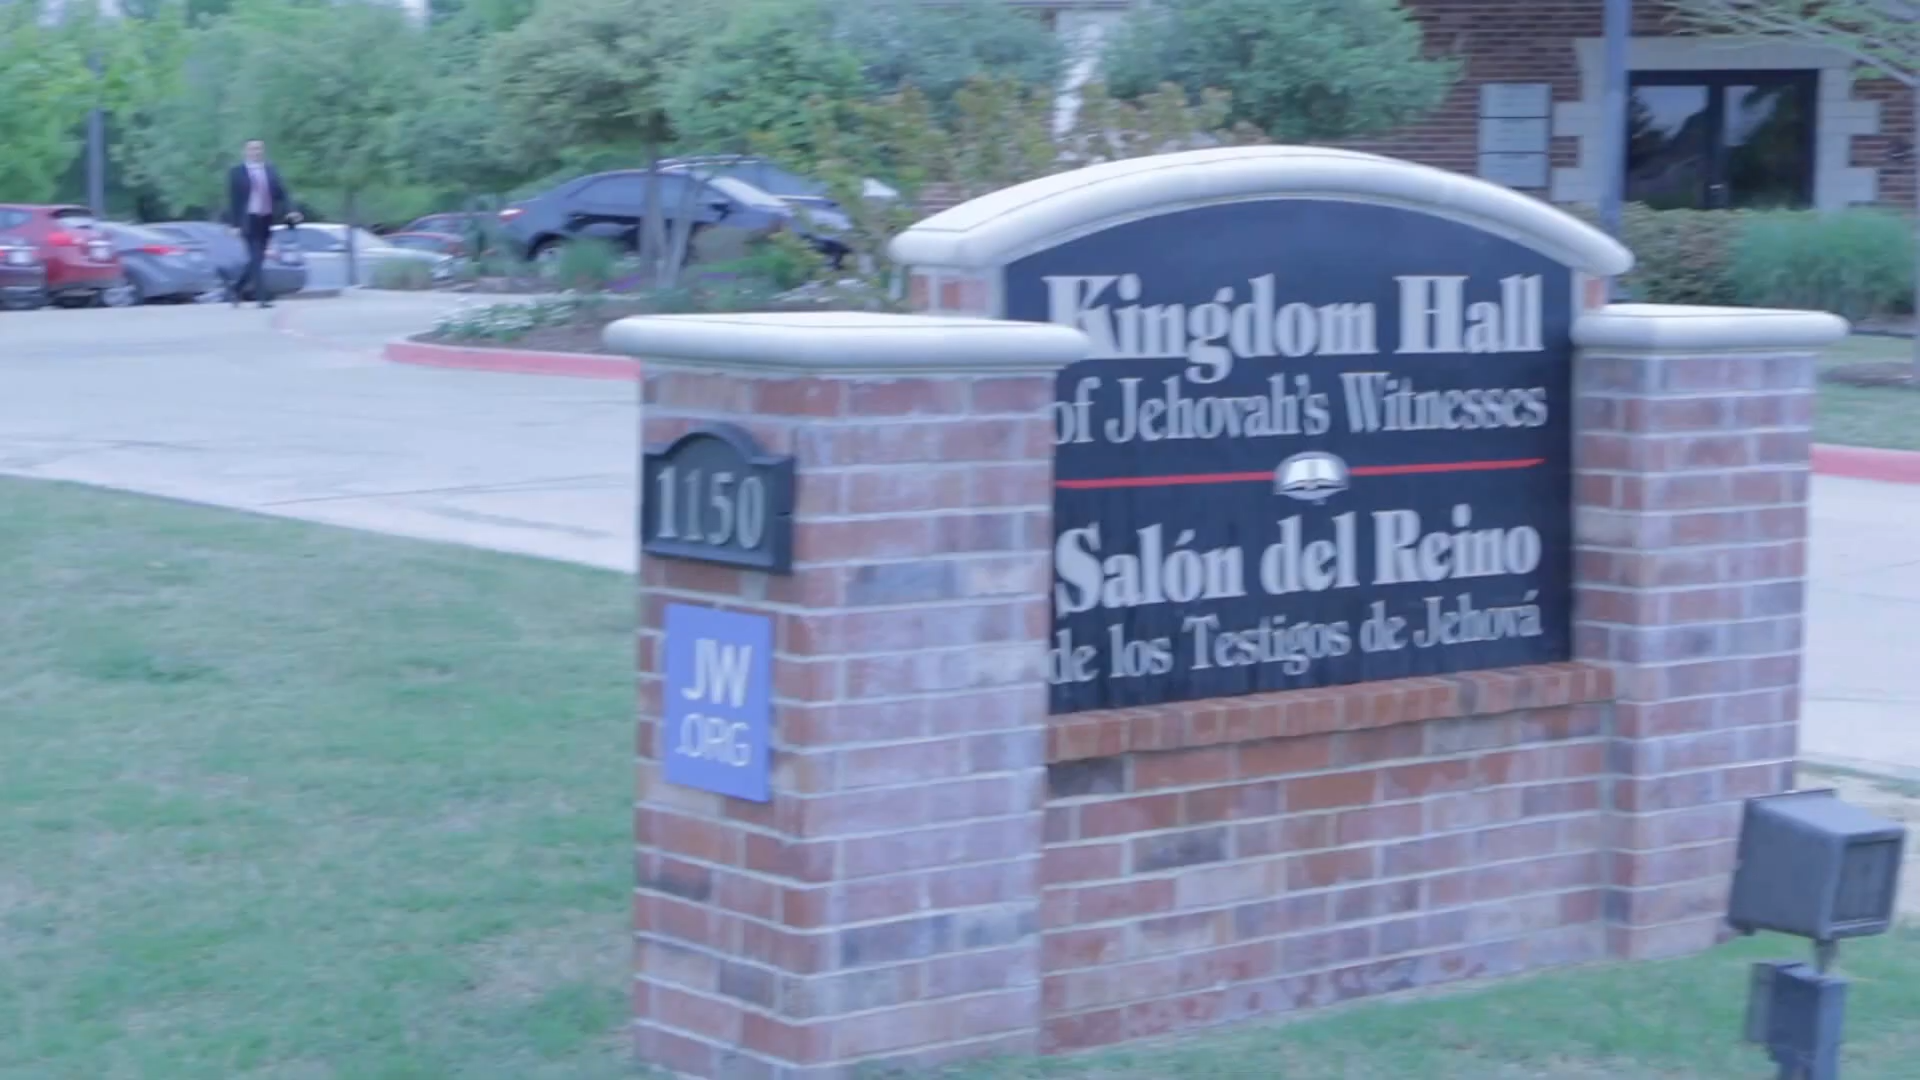 Kingdom Hall
of Jehovah's Witnesses
Salón del Reino
de los Testigos de Jehová
1150
JW
.ORG